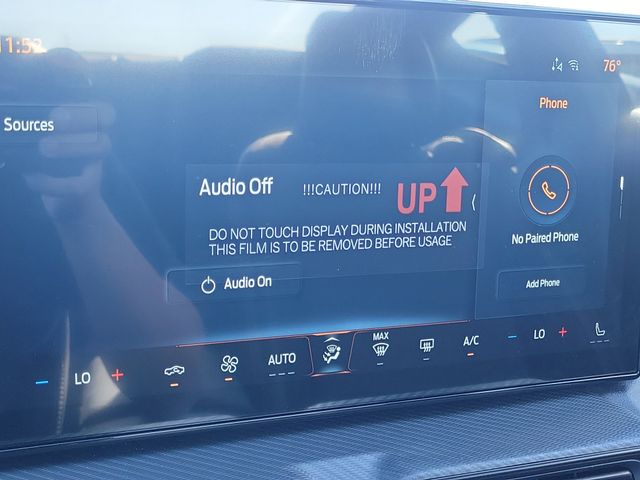 11:52
76°
Phone
Sources
Audio Off
!!!CAUTION!!!
UP
DO NOT TOUCH DISPLAY DURING INSTALLATION
THIS FILM IS TO BE REMOVED BEFORE USAGE
No Paired Phone
Audio On
Add Phone
MAX
AUTO
A/C
LO
LO